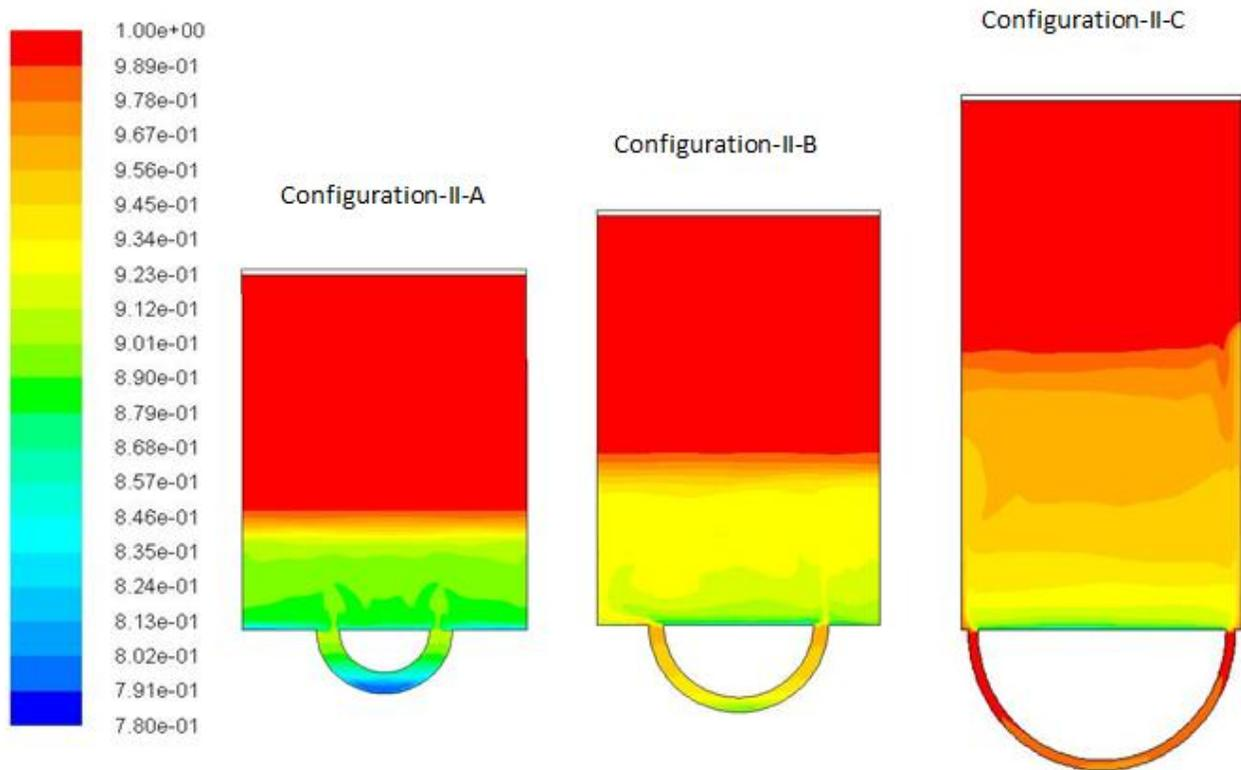 Configuration-II-C
Configuration-II-B
Configuration-II-A
1.00e+00
9.89e-01
9.78e-01
9.67e-01
9.56e-01
9.45e-01
9.34e-01
9.23e-01
9.12e-01
9.01e-01
8.90e-01
8.79e-01
8.68e-01
8.57e-01
8.46e-01
8.35e-01
8.24e-01
8.13e-01
8.02e-01
7.91e-01
7.80e-01